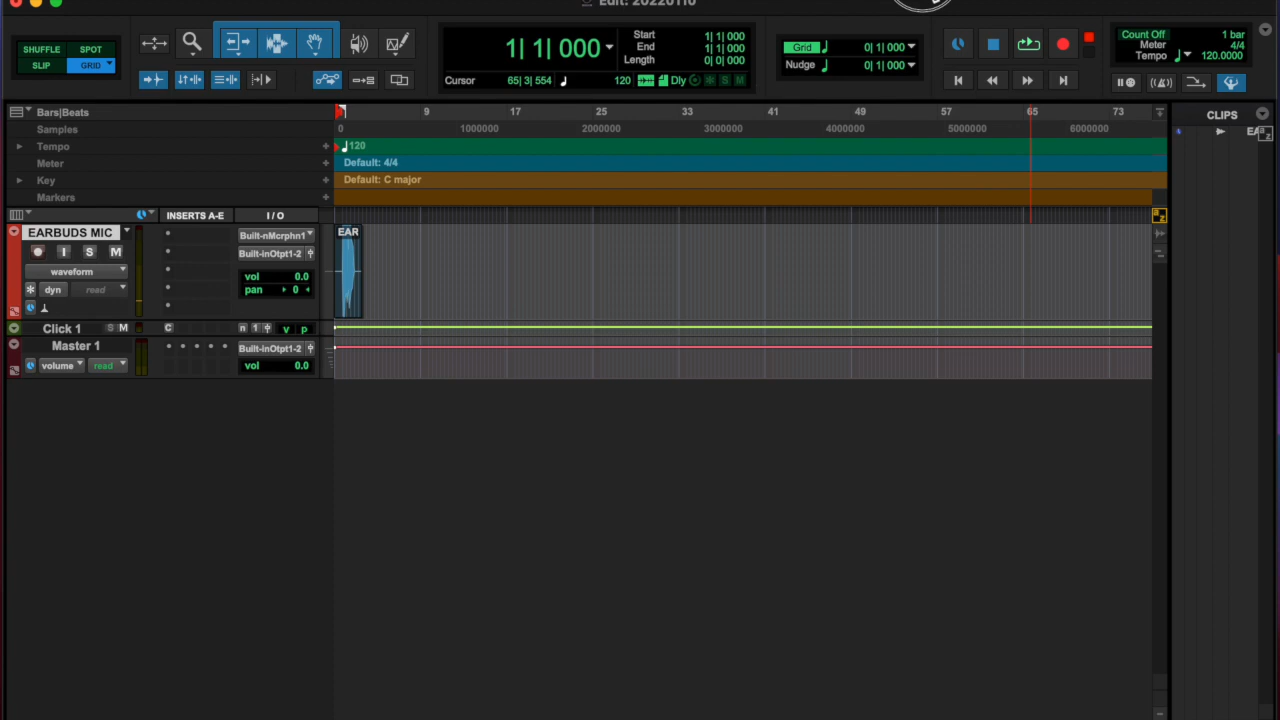 Edit: 20220110
SHUFFLE SPOT
SLIP GRID
1| 1| 000
Start 1| 1| 000
End 1| 1| 000
Length 0| 0| 000
Cursor 65| 3| 554 120 Dly S M
Grid 0| 1| 000
Nudge 0| 1| 000
Count Off 1 bar
Meter 4/4
Tempo 120.0000
Bars|Beats 9 17 25 33 41 49 57 65 73
Samples 0 1000000 2000000 3000000 4000000 5000000 6000000
Tempo + 120
Meter + Default: 4/4
Key + Default: C major
Markers +
CLIPS
INSERTS A-E I / O
a z
EARBUDS MIC Built-nMcrphn1 EAR
I S M Built-inOtpt1-2
waveform vol 0.0
dyn read pan 0
Click 1 S M C n 1 v p
Master 1 Built-inOtpt1-2
volume read vol 0.0